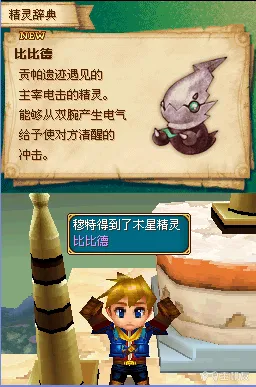 精灵辞典
NEW
比比德
贡帕遗迹遇见的
主宰电击的精灵。
能够从双腕产生电气
给予使对方清醒的
冲击。
穆特得到了木星精灵
比比德